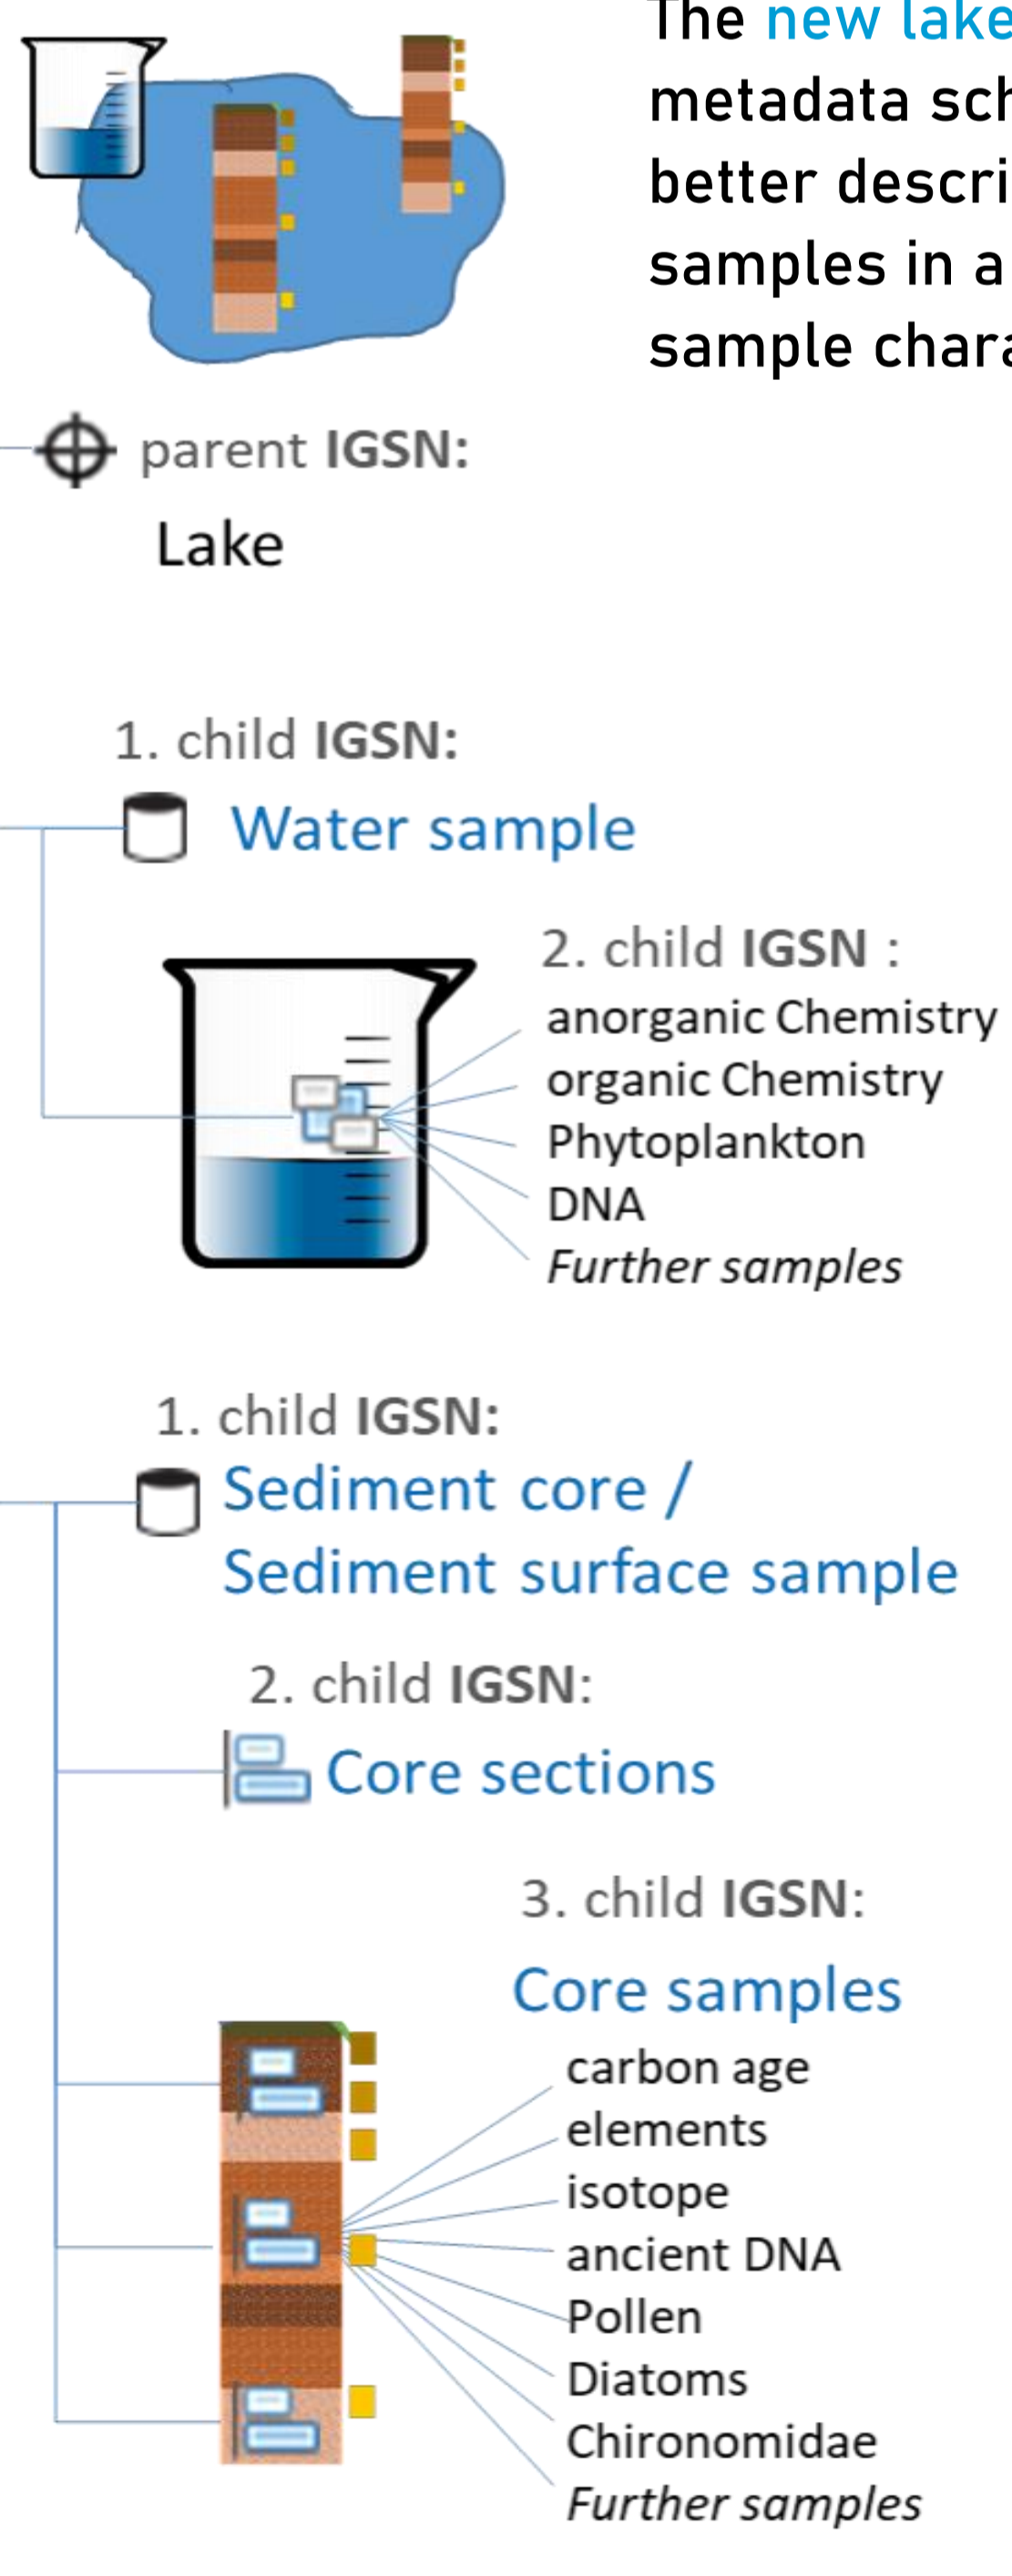 The new lake
metadata sch
better descri
samples in a
sample chara
parent IGSN:
Lake
1. child IGSN:
Water sample
2. child IGSN :
anorganic Chemistry
organic Chemistry
Phytoplankton
DNA
Further samples
1. child IGSN:
Sediment core /
Sediment surface sample
2. child IGSN:
Core sections
3. child IGSN:
Core samples
carbon age
elements
isotope
ancient DNA
Pollen
Diatoms
Chironomidae
Further samples